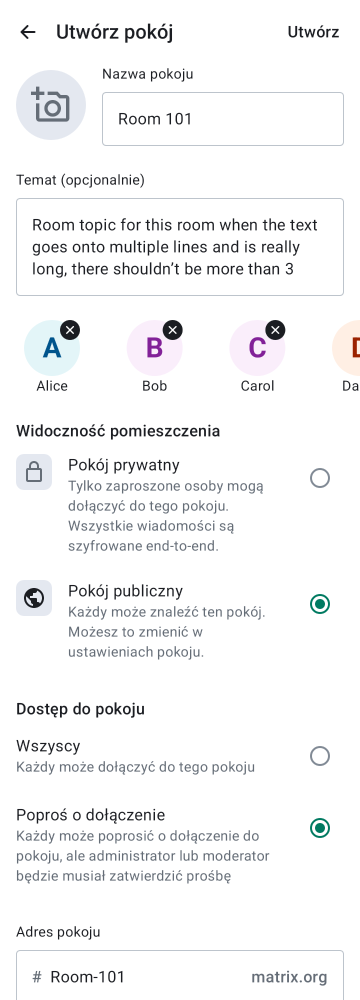 Utwórz pokój
Utwórz
Nazwa pokoju
Room 101
Temat (opcjonalnie)
Room topic for this room when the text
goes onto multiple lines and is really
long, there shouldn’t be more than 3
A
B
C
D
Alice
Bob
Carol
Da
Widoczność pomieszczenia
Pokój prywatny
Tylko zaproszone osoby mogą
dołączyć do tego pokoju.
Wszystkie wiadomości są
szyfrowane end-to-end.
Pokój publiczny
Każdy może znaleźć ten pokój.
Możesz to zmienić w
ustawieniach pokoju.
Dostęp do pokoju
Wszyscy
Każdy może dołączyć do tego pokoju
Poproś o dołączenie
Każdy może poprosić o dołączenie do
pokoju, ale administrator lub moderator
będzie musiał zatwierdzić prośbę
Adres pokoju
# Room-101
matrix.org